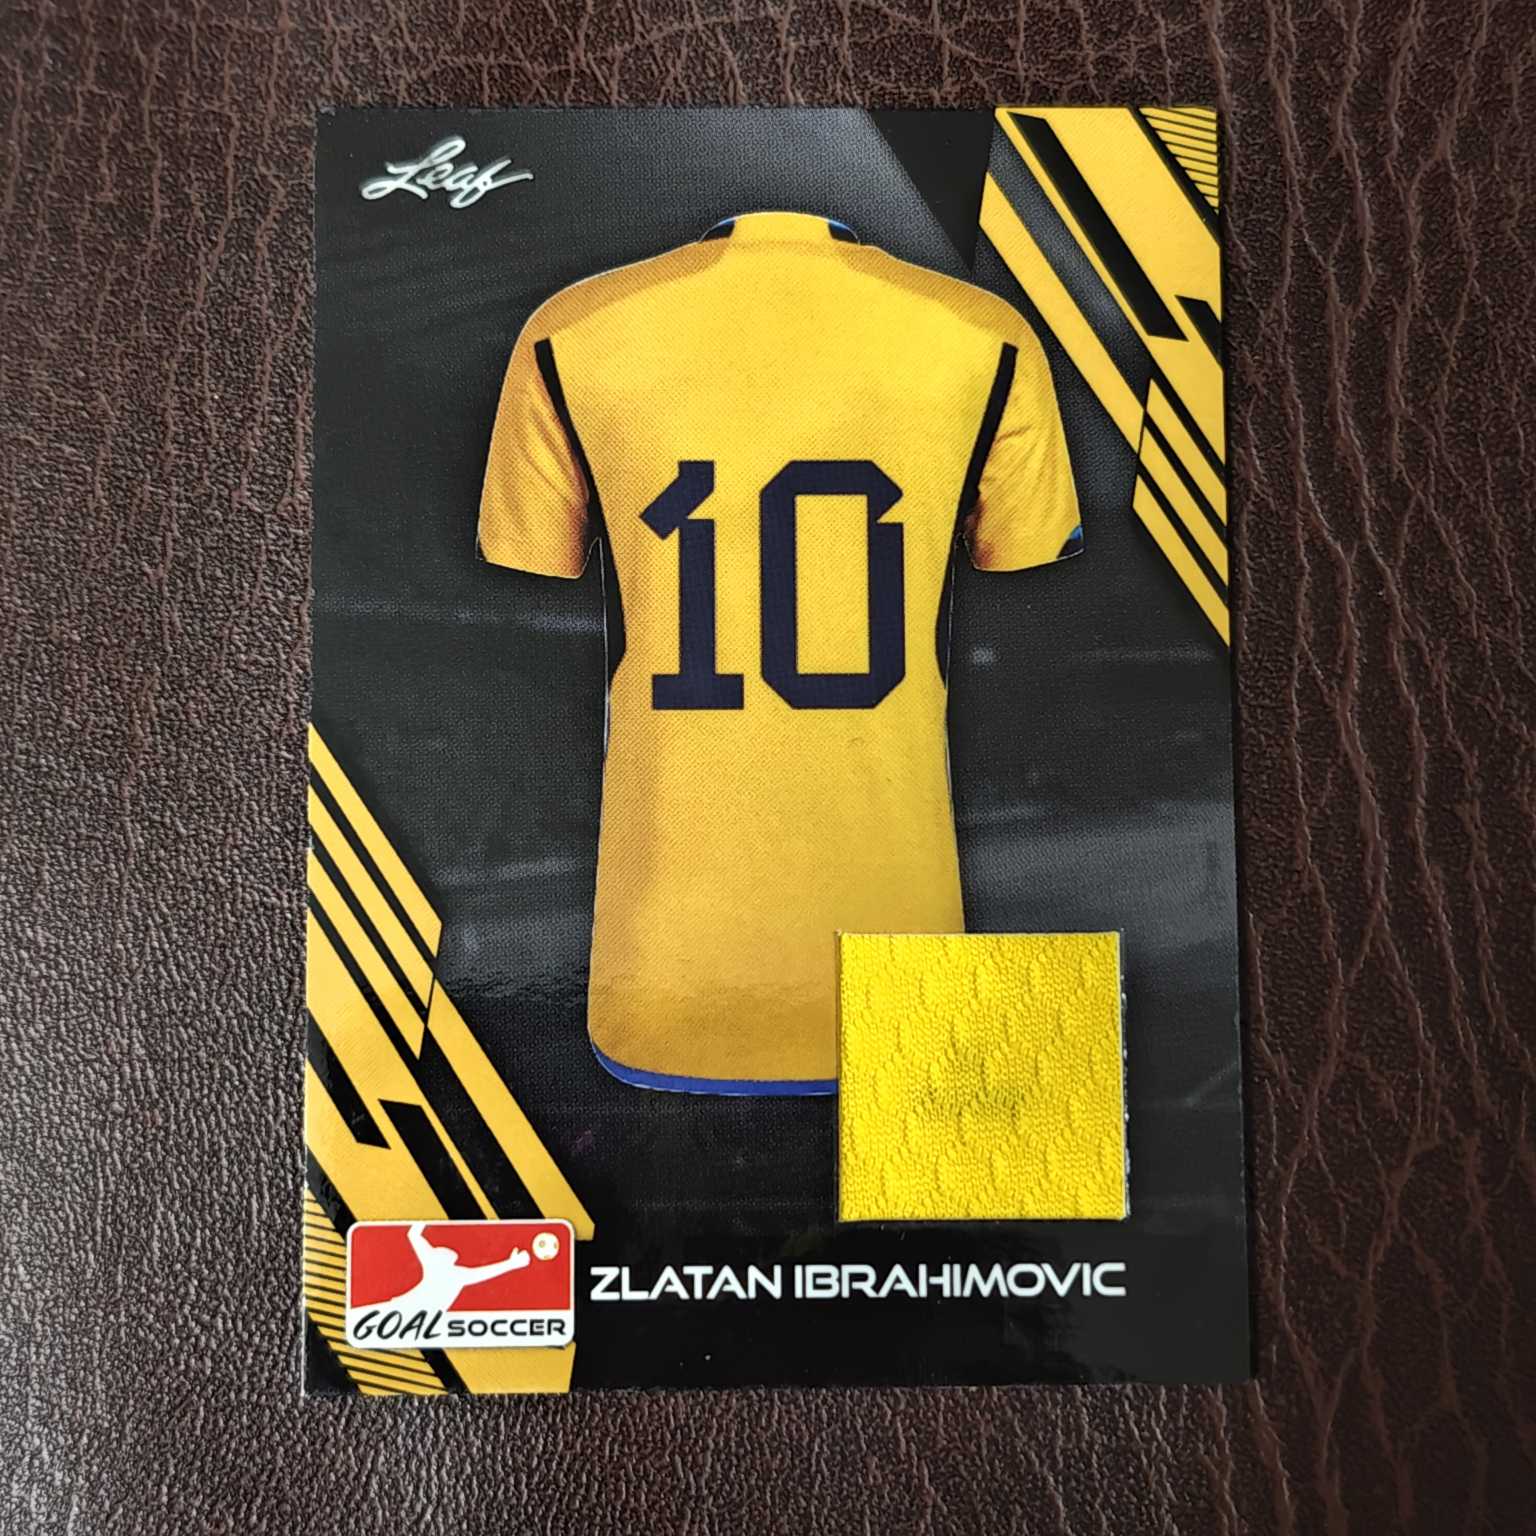 Leaf
10
GOAL SOCCER
ZLATAN IBRAHIMOVIC